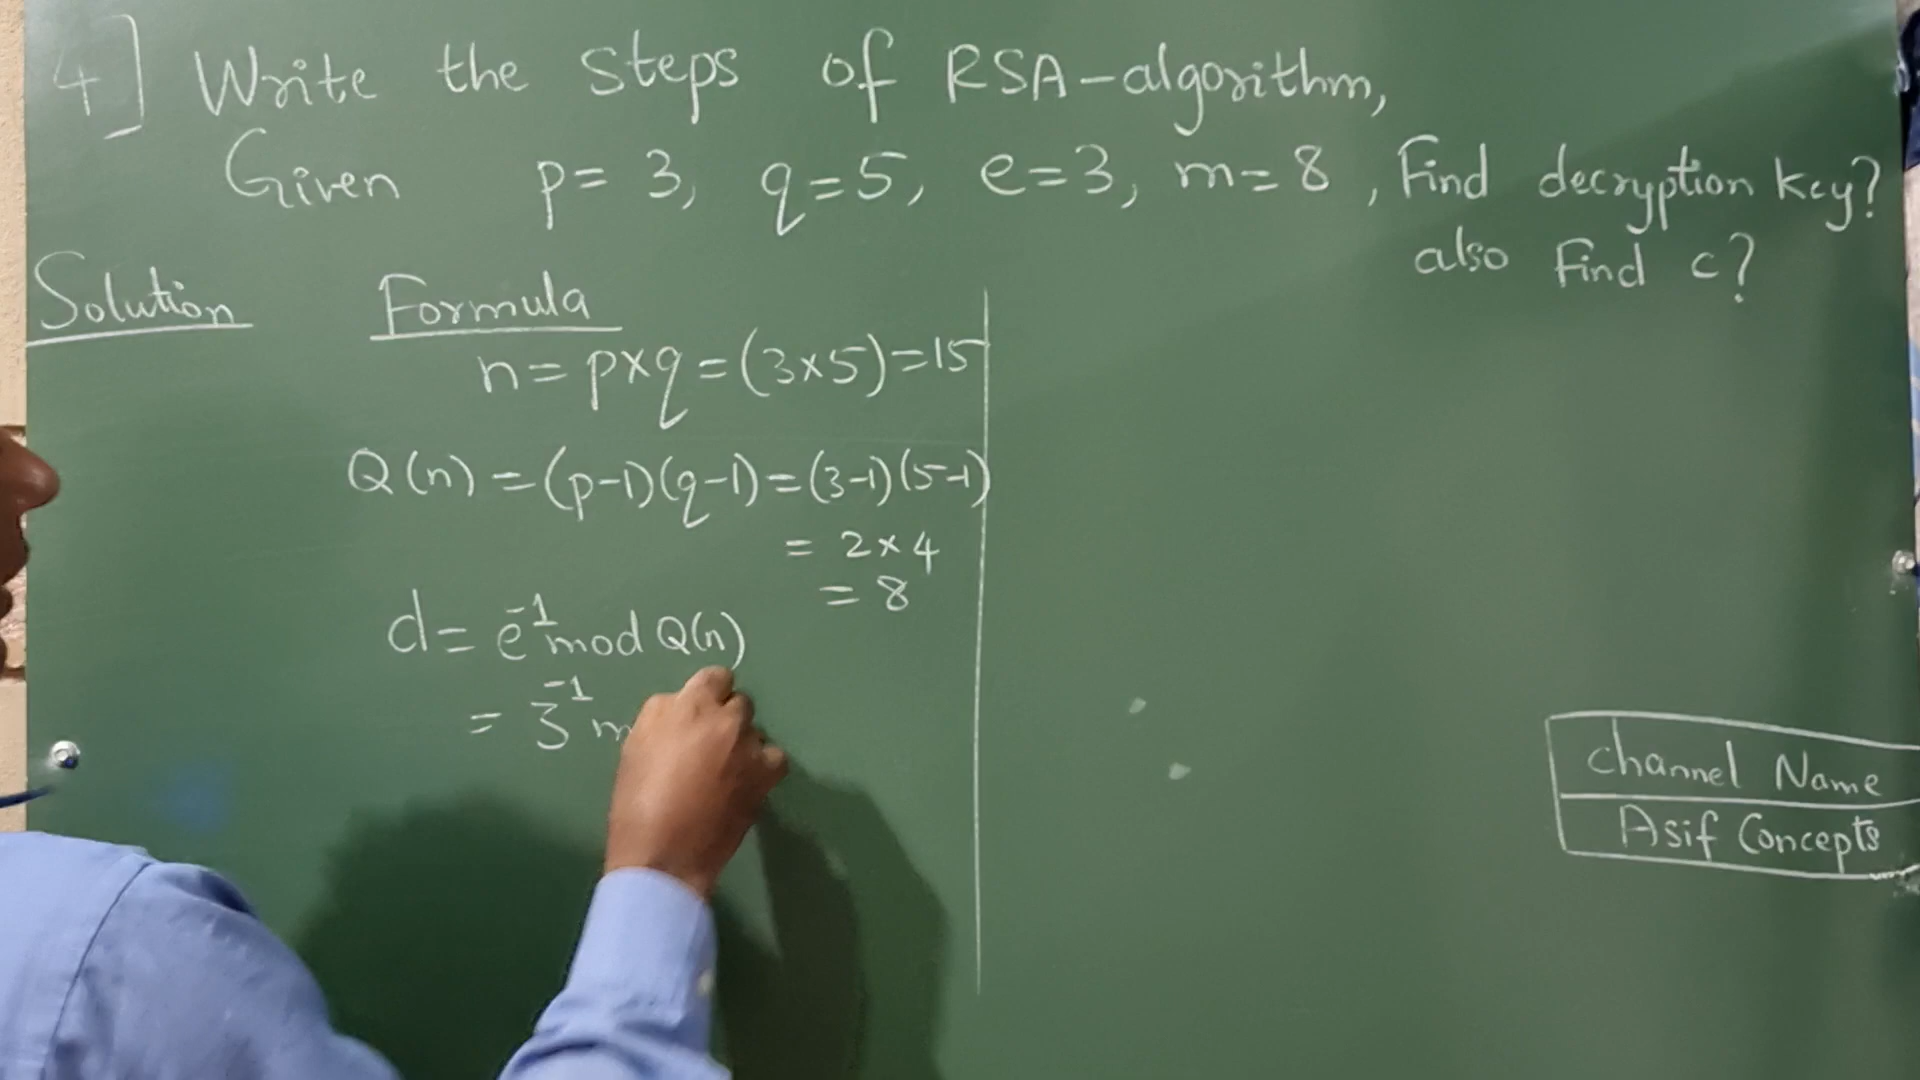 4] Write the steps of RSA-algorithm,
Given p= 3, q=5, e=3, m=8, Find decryption key?
also Find c?
Solution Formula
n= p×q=(3×5)=15
Q(n) =(p-1)(q-1)=(3-1)(5-1)
= 2×4
= 8
d= e⁻¹mod Q(n)
= 3⁻¹m
Channel Name
Asif Concepts